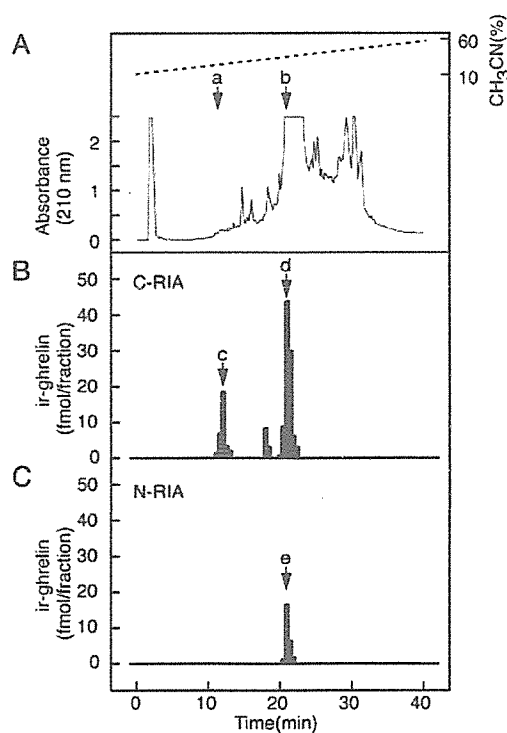 A
60
10
CH3CN(%)
a
b
2
1
0
Absorbance
(210 nm)
B
C-RIA
d
c
50
40
30
20
10
0
ir-ghrelin
(fmol/fraction)
C
N-RIA
e
50
40
30
20
10
0
ir-ghrelin
(fmol/fraction)
0
10
20
30
40
Time(min)